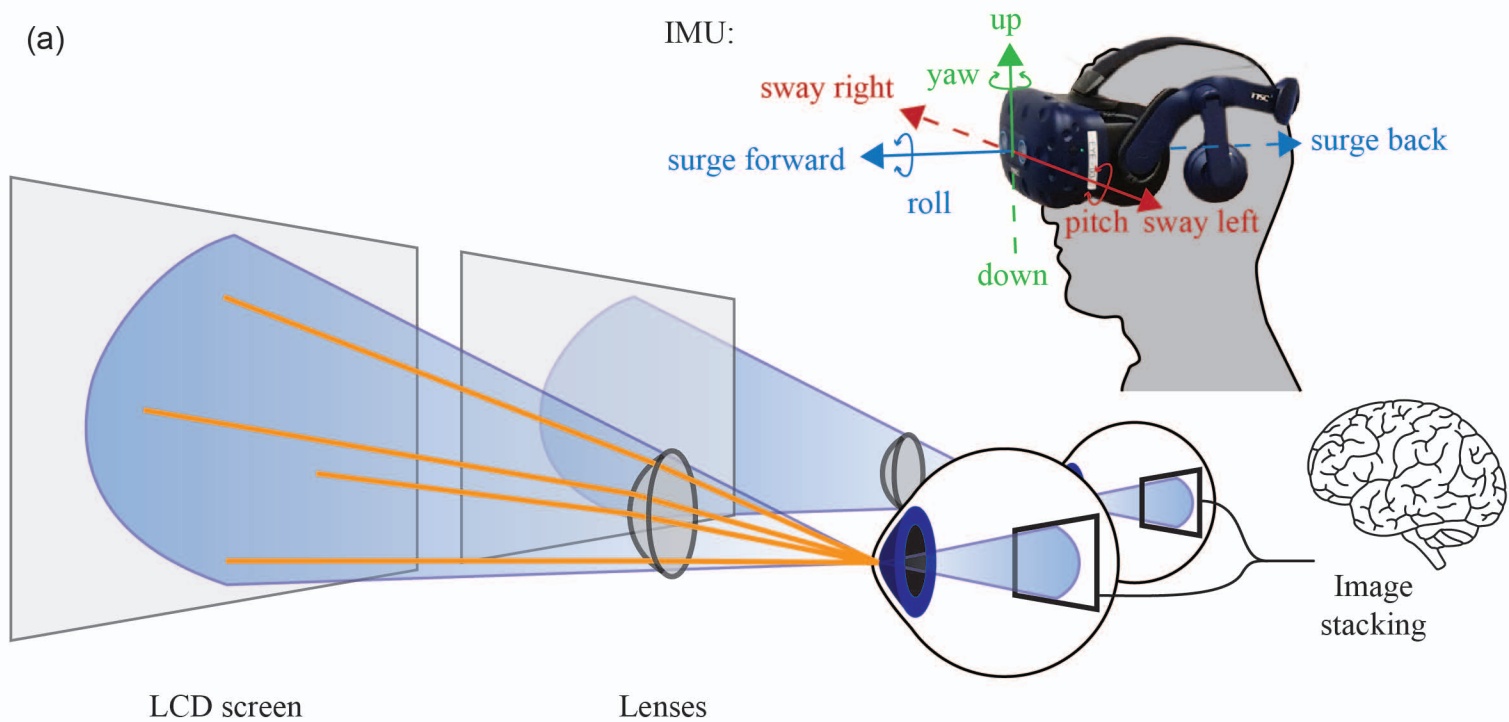 (a)
IMU:
up
yaw
sway right
surge forward
surge back
roll
pitch sway left
down
Image
stacking
LCD screen
Lenses